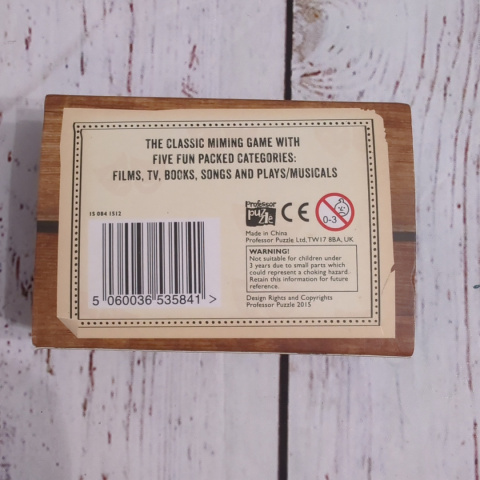 THE CLASSIC MIMING GAME WITH
FIVE FUN PACKED CATEGORIES:
FILMS, TV, BOOKS, SONGS AND PLAYS/MUSICALS
IS 084 1512
Professor
puzzle
CE
0-3
Made in China
Professor Puzzle Ltd. TW17 8BA, UK
WARNING!
Not suitable for children under
3 years due to small parts which
could represent a choking hazard.
Retain this information for future
reference.
5 060036 535841 >
Design Rights and Copyrights
Professor Puzzle 2015